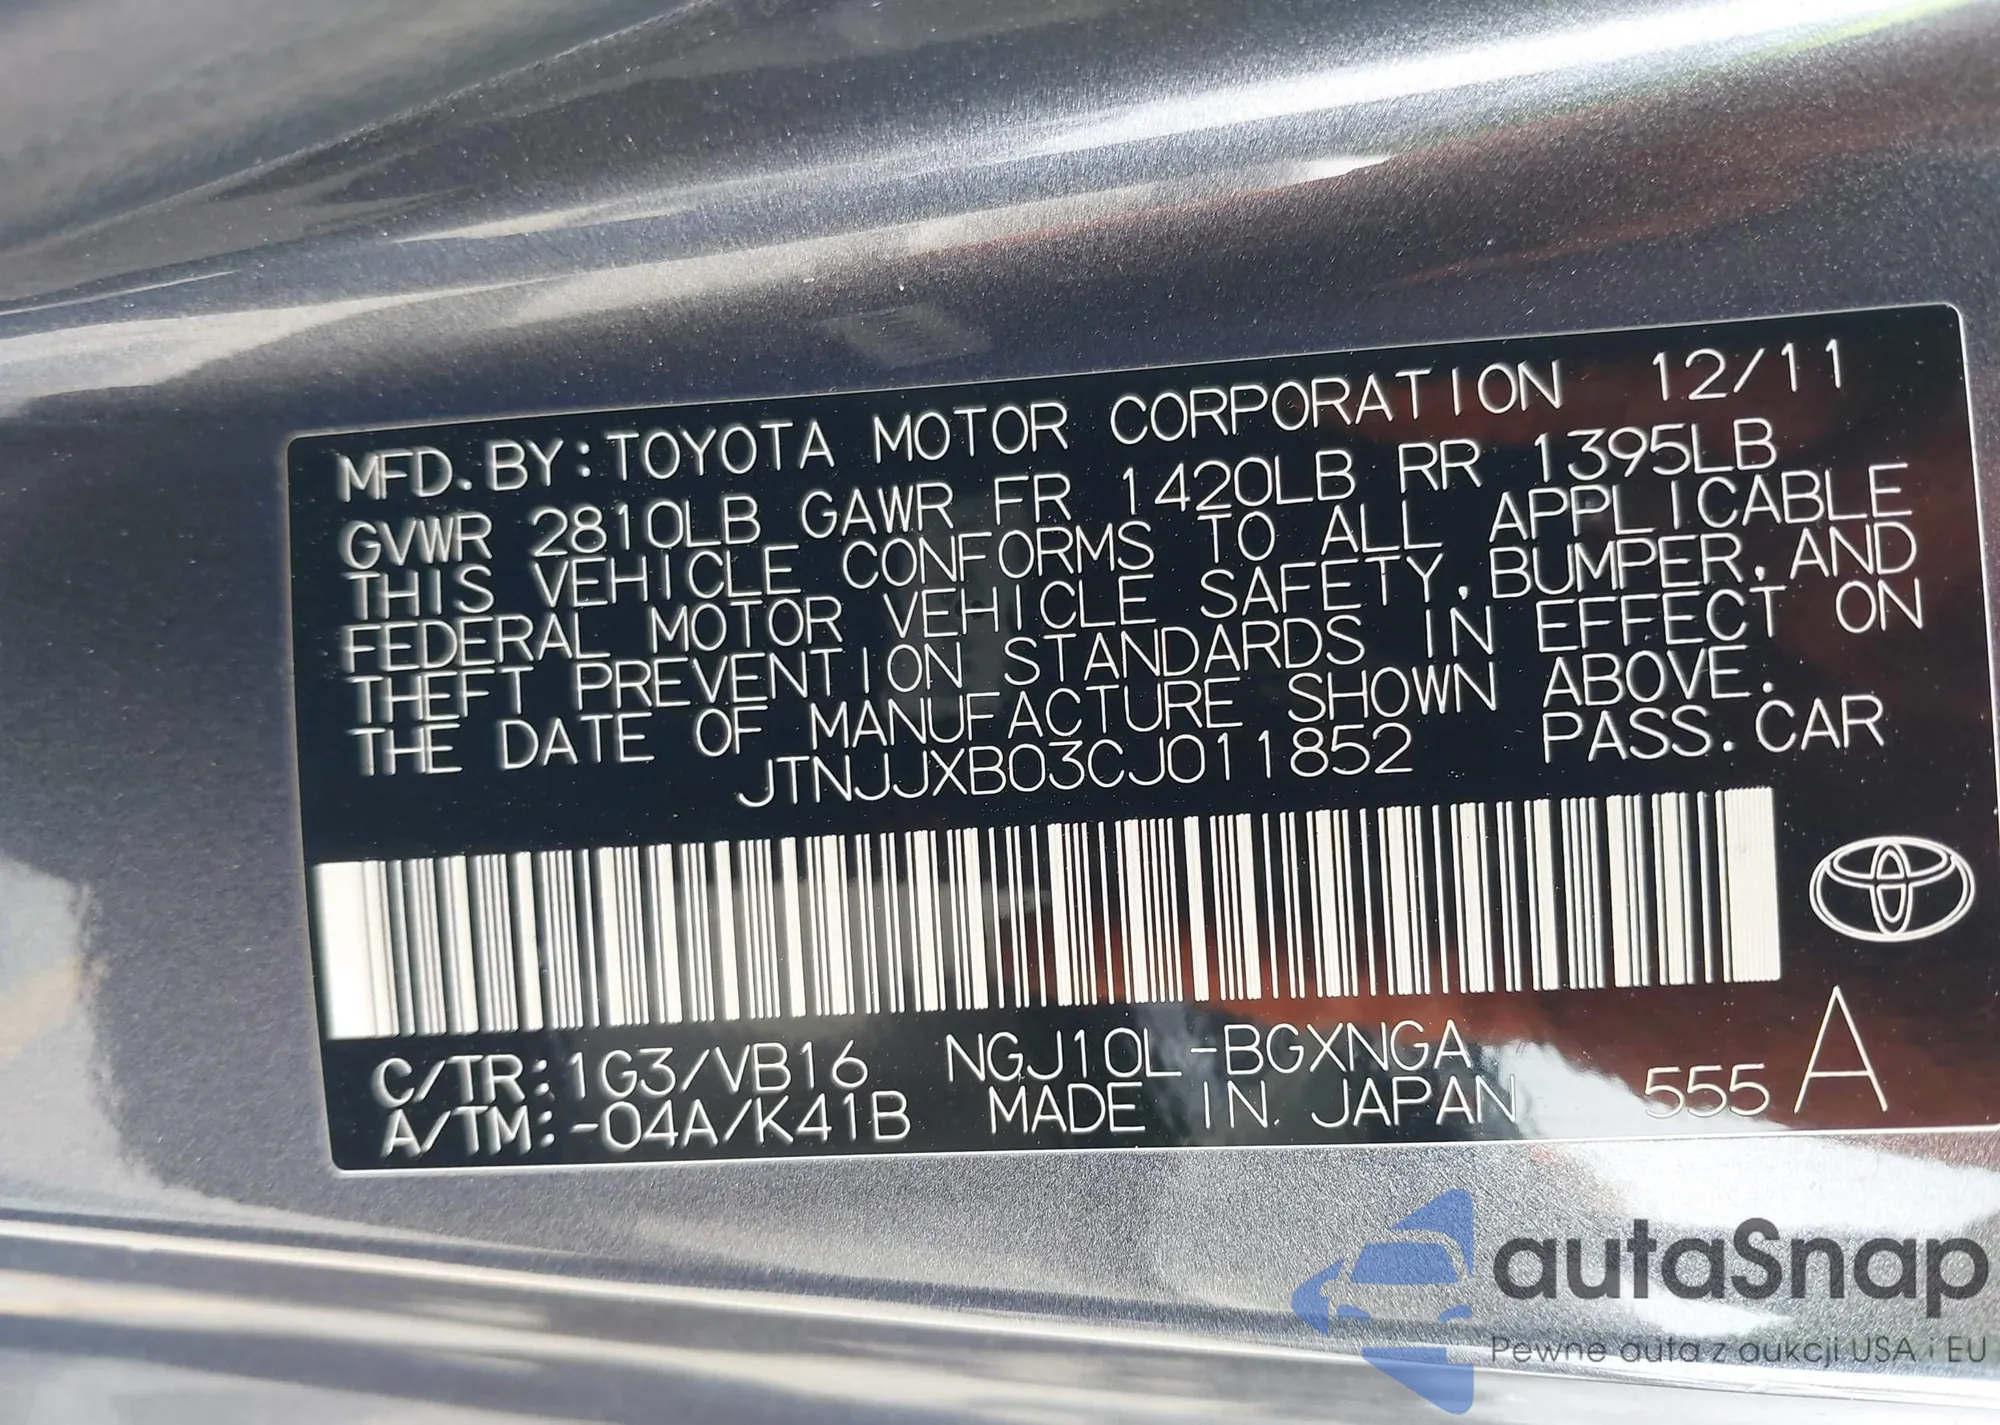 MFD. BY: TOYOTA MOTOR CORPORATION 12/11
GVWR 2810LB GAWR FR 1420LB RR 1395LB
THIS VEHICLE CONFORMS TO ALL APPLICABLE
FEDERAL MOTOR VEHICLE SAFETY, BUMPER, AND
THEFT PREVENTION STANDARDS IN EFFECT ON
THE DATE OF MANUFACTURE SHOWN ABOVE.
JTNJJXB03CJ011852 PASS. CAR
C/TR: 1G3/VB16 NGJ10L-BGXNGA
A/TM: -04A/K41B MADE IN JAPAN 555 A
autaSnap
Pewne auta z aukcji USA i EU